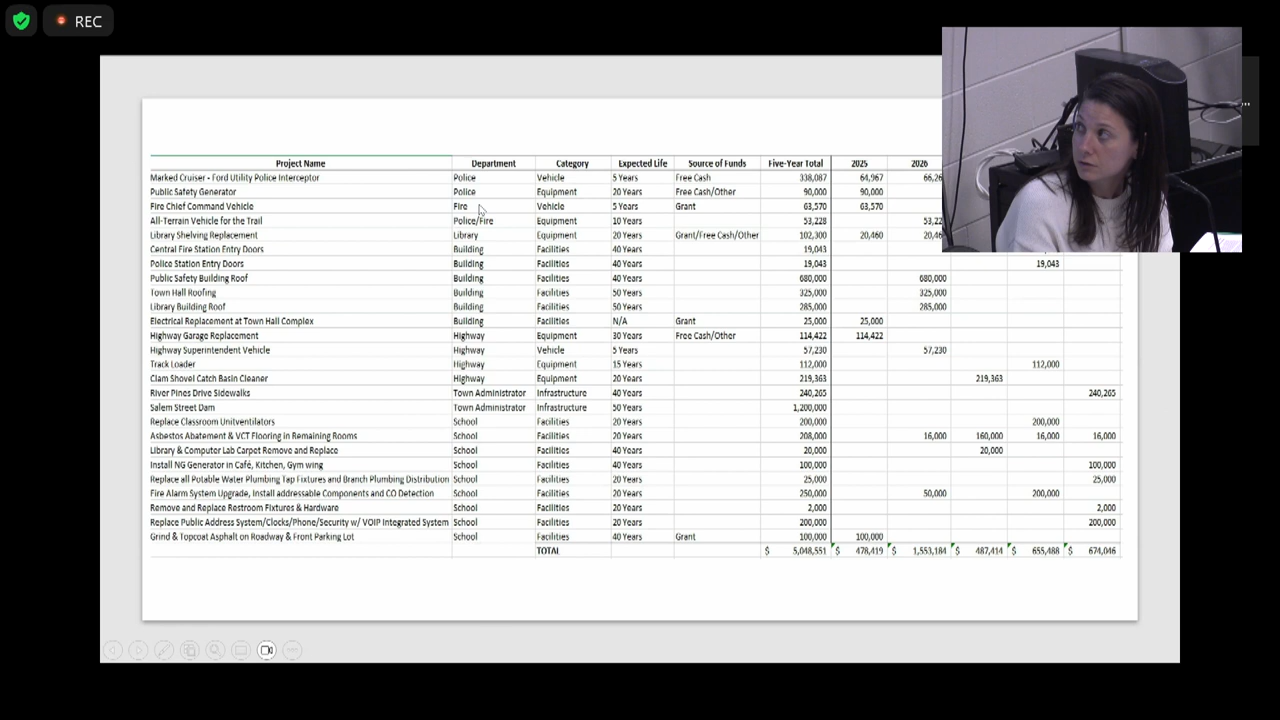 REC
Project Name Department Category Expected Life Source of Funds Five-Year Total 2025 2026
Marked Cruiser - Ford Utility Police Interceptor Police Vehicle 5 Years Free Cash 338,087 64,967
Public Safety Generator Police Equipment 20 Years Free Cash/Other 90,000 90,000
Fire Chief Command Vehicle Fire Vehicle 5 Years Grant 63,570 63,570
All-Terrain Vehicle for the Trail Police/Fire Equipment 10 Years 53,228
Library Shelving Replacement Library Equipment 20 Years Grant/Free Cash/Other 102,300 20,460
Central Fire Station Entry Doors Building Facilities 40 Years 19,043
Police Station Entry Doors Building Facilities 40 Years 19,043 19,043
Public Safety Building Roof Building Facilities 40 Years 680,000 680,000
Town Hall Roofing Building Facilities 50 Years 325,000 325,000
Library Building Roof Building Facilities 50 Years 285,000 285,000
Electrical Replacement at Town Hall Complex Building Facilities N/A Grant 25,000 25,000
Highway Garage Replacement Highway Equipment 30 Years Free Cash/Other 114,422 114,422
Highway Superintendent Vehicle Highway Vehicle 5 Years 57,230 57,230
Track Loader Highway Equipment 15 Years 112,000 112,000
Clam Shovel Catch Basin Cleaner Highway Equipment 20 Years 219,363 219,363
River Pines Drive Sidewalks Town Administrator Infrastructure 40 Years 240,265 240,265
Salem Street Dam Town Administrator Infrastructure 50 Years 1,200,000
Replace Classroom Unitventilators School Facilities 20 Years 200,000 200,000
Asbestos Abatement & VCT Flooring in Remaining Rooms School Facilities 20 Years 208,000 16,000 160,000 16,000 16,000
Library & Computer Lab Carpet Remove and Replace School Facilities 40 Years 20,000 20,000
Install NG Generator in Café, Kitchen, Gym wing School Facilities 40 Years 100,000 100,000
Replace all Potable Water Plumbing Tap Fixtures and Branch Plumbing Distribution School Facilities 20 Years 25,000 25,000
Fire Alarm System Upgrade, Install addressable Components and CO Detection School Facilities 20 Years 250,000 50,000 200,000
Remove and Replace Restroom Fixtures & Hardware School Facilities 20 Years 2,000 2,000
Replace Public Address System/Clocks/Phone/Security w/ VOIP Integrated System School Facilities 20 Years 200,000 200,000
Grind & Topcoat Asphalt on Roadway & Front Parking Lot School Facilities 40 Years Grant 100,000 100,000
TOTAL $ 5,048,551 $ 478,419 $ 1,553,184 $ 487,414 $ 655,488 $ 674,046